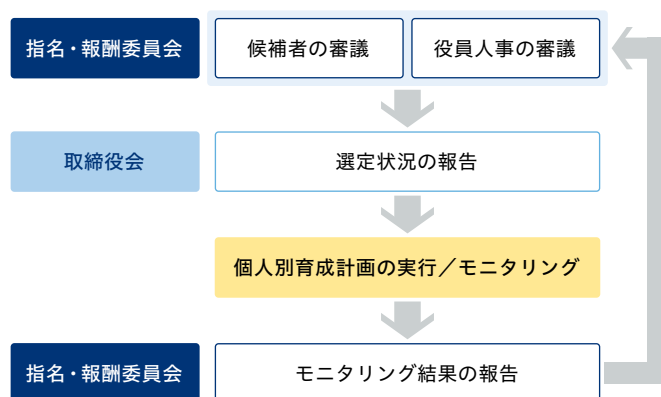 指名・報酬委員会
候補者の審議
役員人事の審議
取締役会
選定状況の報告
個人別育成計画の実行／モニタリング
指名・報酬委員会
モニタリング結果の報告